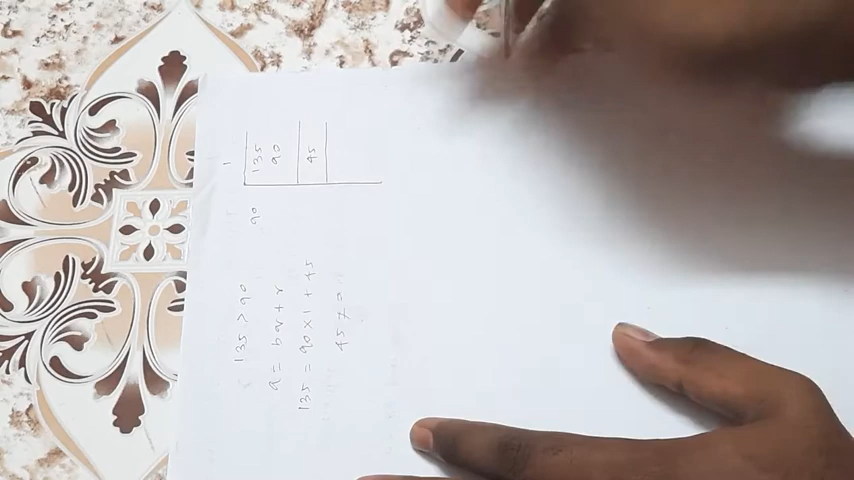 135 > 90
a = bq + r
135 = 90 x 1 + 45
45 ≠ 0
1
90
135
90
45